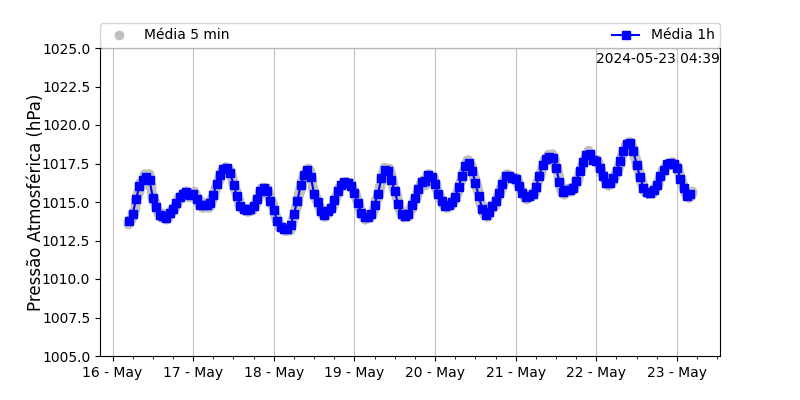 Média 5 min
Média 1h
2024-05-23 04:39
Pressão Atmosférica (hPa)
1025.0
1022.5
1020.0
1017.5
1015.0
1012.5
1010.0
1007.5
1005.0
16 - May 17 - May 18 - May 19 - May 20 - May 21 - May 22 - May 23 - May